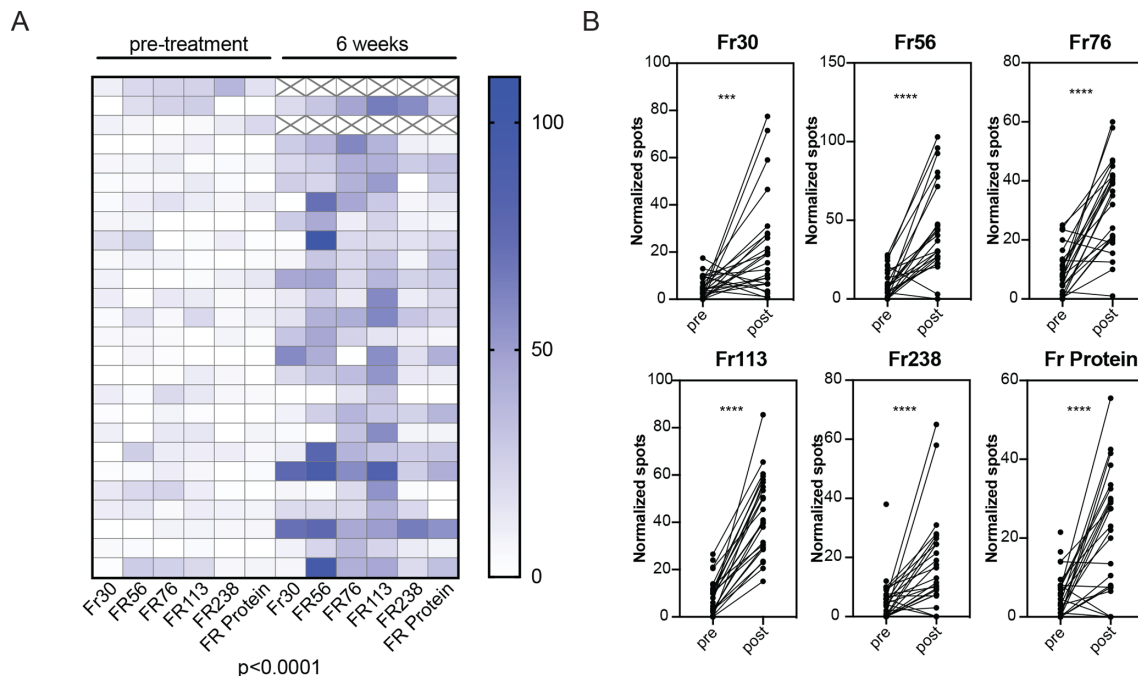 A
pre-treatment 6 weeks
100
50
0
Fr30 FR56 FR76 FR113 FR238 FR Protein Fr30 FR56 FR76 FR113 FR238 FR Protein
p<0.0001
B
Fr30
Normalized spots
100
80
60
40
20
0
***
pre post
Fr56
Normalized spots
150
100
50
0
****
pre post
Fr76
Normalized spots
80
60
40
20
0
****
pre post
Fr113
Normalized spots
100
80
60
40
20
0
****
pre post
Fr238
Normalized spots
80
60
40
20
0
****
pre post
Fr Protein
Normalized spots
60
40
20
0
****
pre post